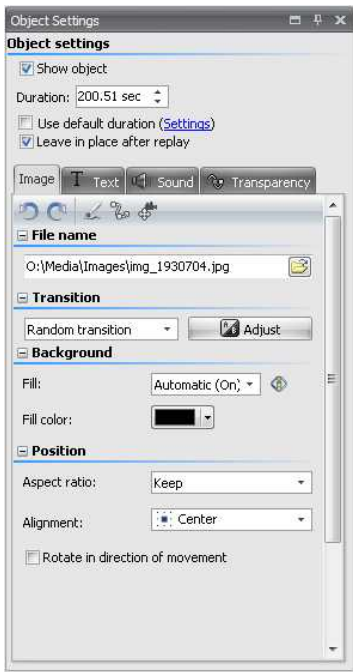 Object Settings
Object settings
Show object
Duration: 200.51 sec
Use default duration (Settings)
Leave in place after replay
Image Text Sound Transparency
File name
O:\Media\Images\img_1930704.jpg
Transition
Random transition Adjust
Background
Fill: Automatic (On)
Fill color:
Position
Aspect ratio: Keep
Alignment: Center
Rotate in direction of movement